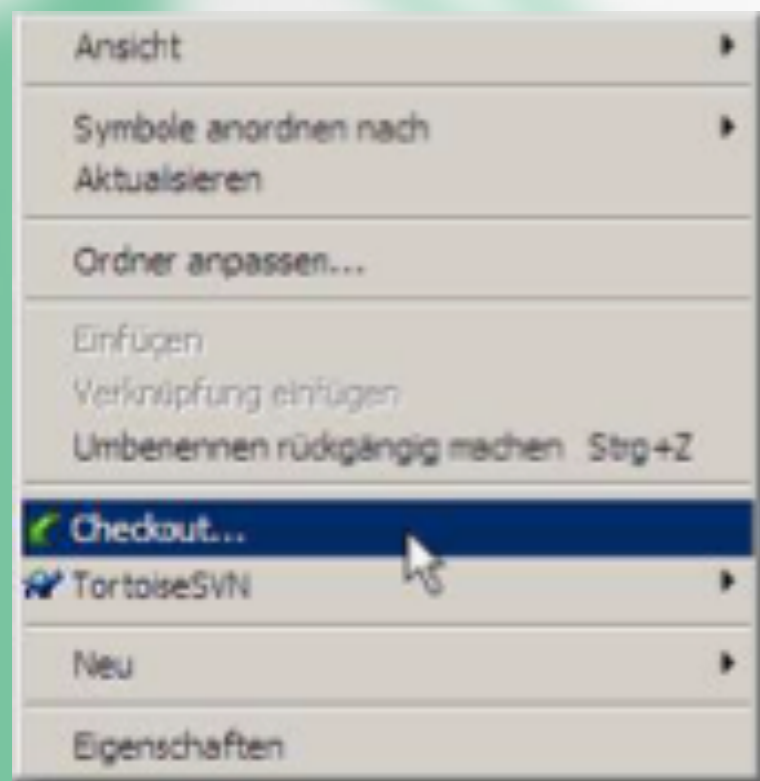 Ansicht
Symbole anordnen nach
Aktualisieren
Ordner anpassen...
Einfügen
Verknüpfung einfügen
Umbenennen rückgängig machen Strg+Z
Checkout...
TortoiseSVN
Neu
Eigenschaften